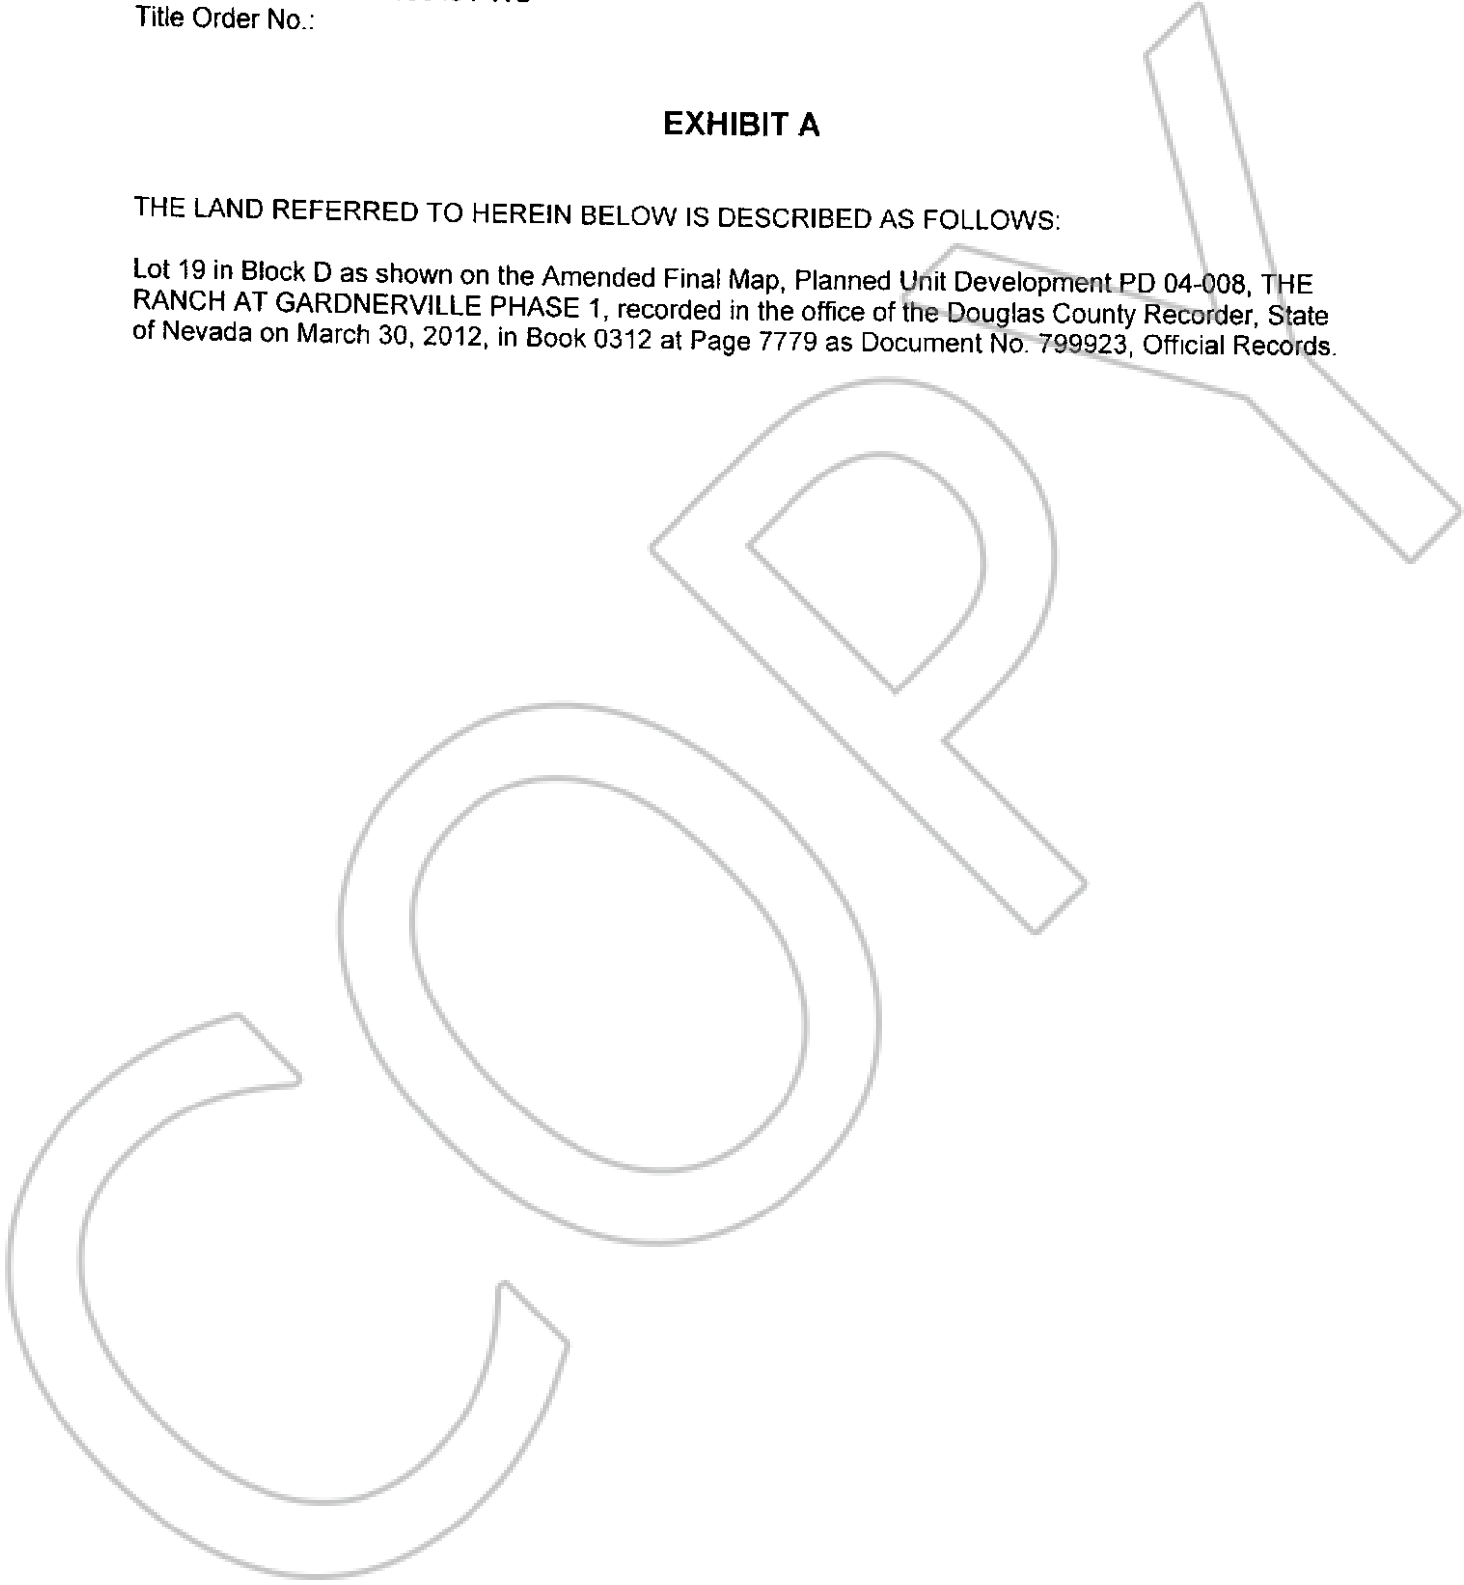 Title Order No.:
EXHIBIT A
THE LAND REFERRED TO HEREIN BELOW IS DESCRIBED AS FOLLOWS:
Lot 19 in Block D as shown on the Amended Final Map, Planned Unit Development PD 04-008, THE
RANCH AT GARDNERVILLE PHASE 1, recorded in the office of the Douglas County Recorder, State
of Nevada on March 30, 2012, in Book 0312 at Page 7779 as Document No. 799923, Official Records.
COPY